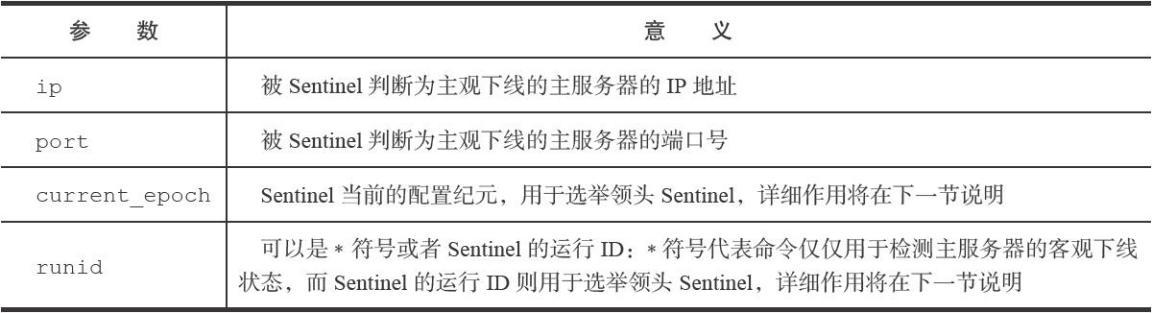 参 数 意 义
ip 被 Sentinel 判断为主观下线的主服务器的 IP 地址
port 被 Sentinel 判断为主观下线的主服务器的端口号
current_epoch Sentinel 当前的配置纪元，用于选举领头 Sentinel，详细作用将在下一节说明
runid 可以是 * 符号或者 Sentinel 的运行 ID：* 符号代表命令仅仅用于检测主服务器的客观下线
状态，而 Sentinel 的运行 ID 则用于选举领头 Sentinel，详细作用将在下一节说明